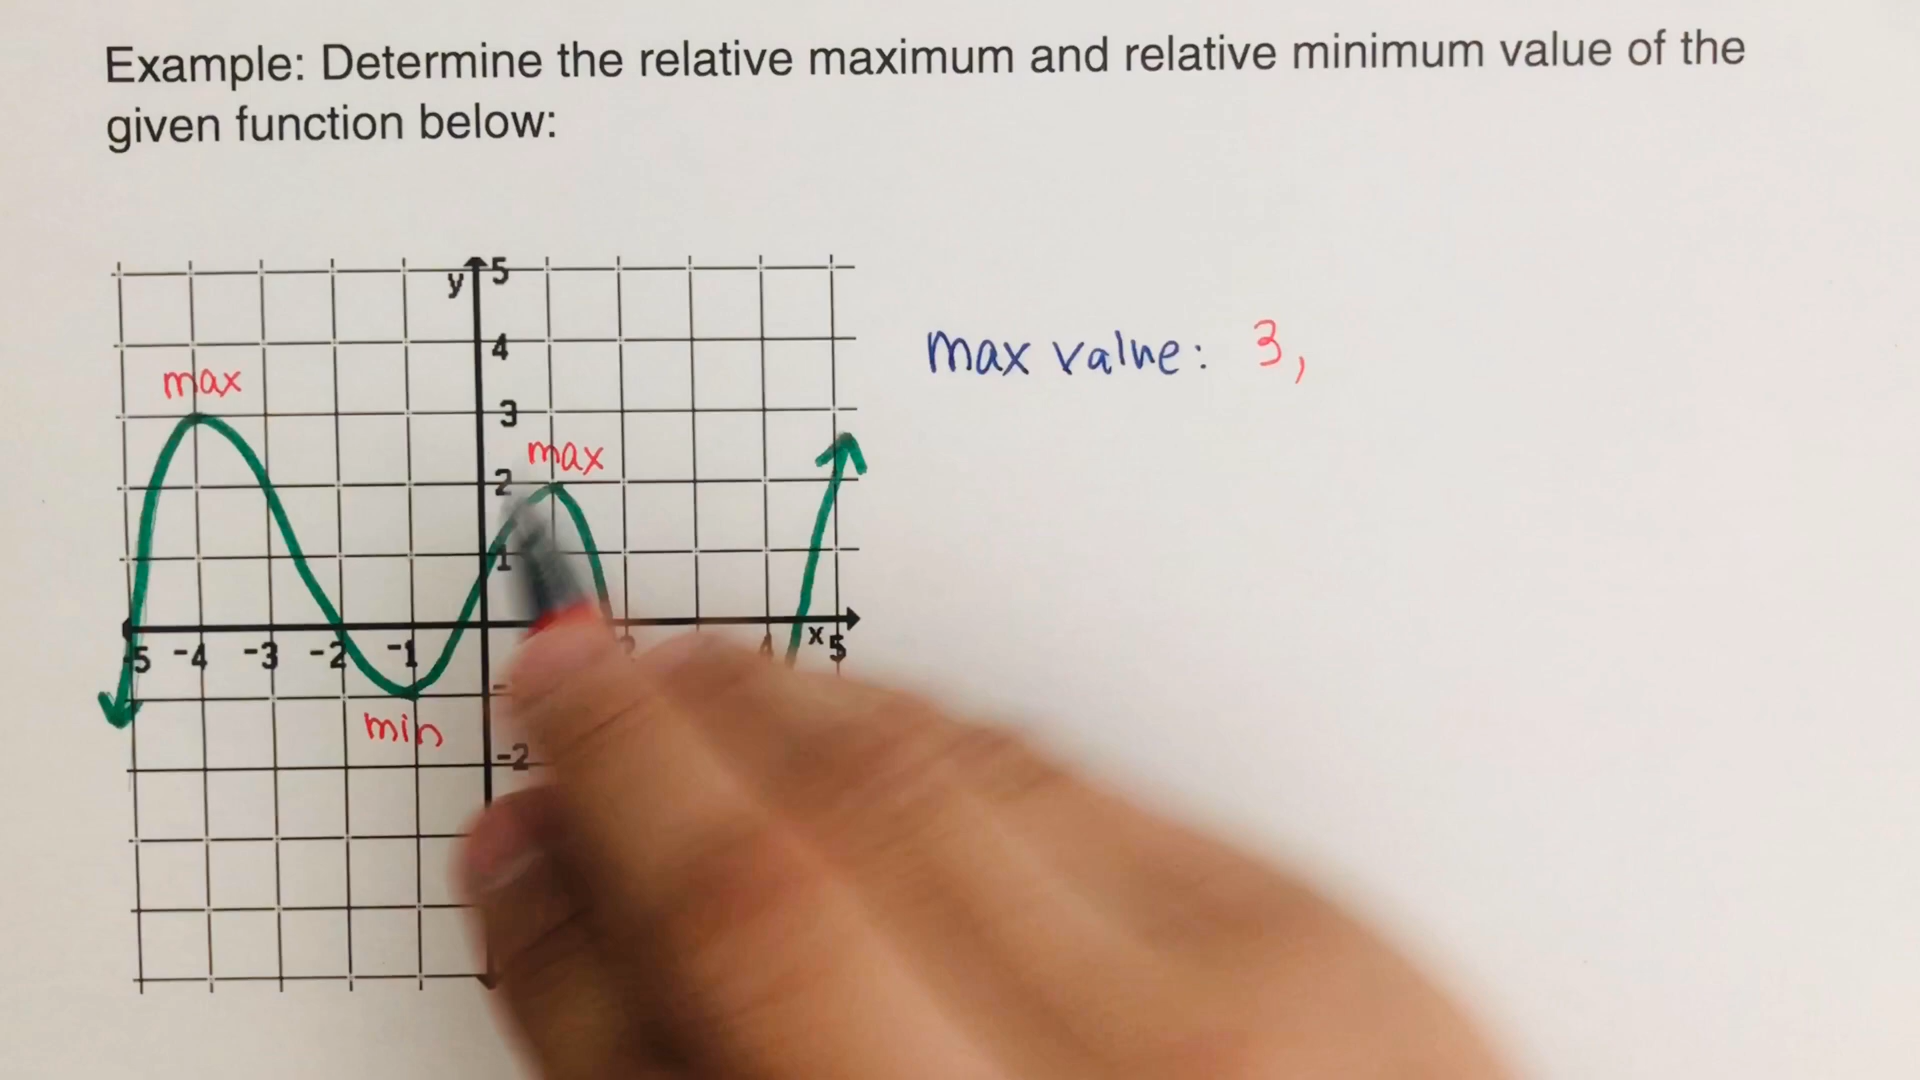 Example: Determine the relative maximum and relative minimum value of the
given function below:
y 5
4
max value: 3,
max
3
max
2
1
-5 -4 -3 -2 -1 x 5
min
-2